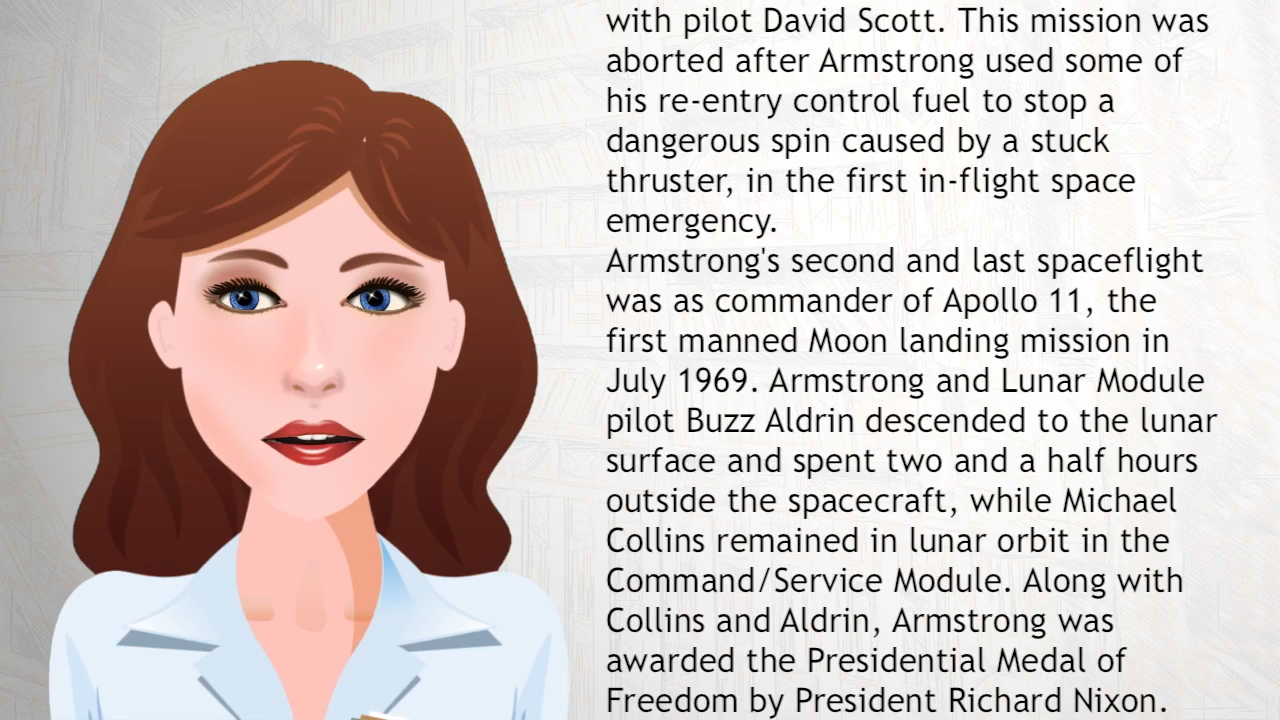 with pilot David Scott. This mission was
aborted after Armstrong used some of
his re-entry control fuel to stop a
dangerous spin caused by a stuck
thruster, in the first in-flight space
emergency.
Armstrong's second and last spaceflight
was as commander of Apollo 11, the
first manned Moon landing mission in
July 1969. Armstrong and Lunar Module
pilot Buzz Aldrin descended to the lunar
surface and spent two and a half hours
outside the spacecraft, while Michael
Collins remained in lunar orbit in the
Command/Service Module. Along with
Collins and Aldrin, Armstrong was
awarded the Presidential Medal of
Freedom by President Richard Nixon.